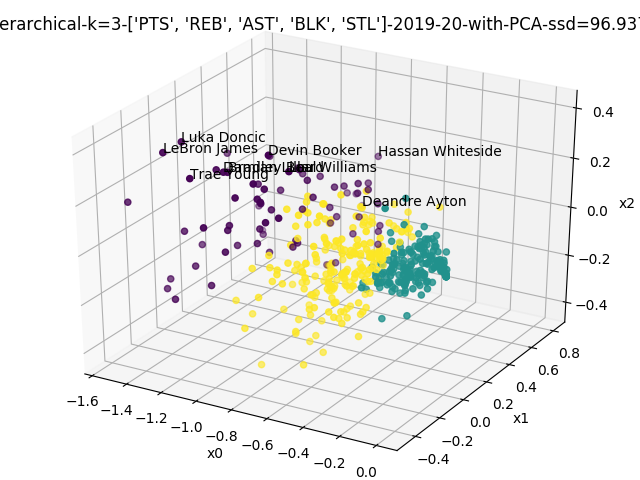 erarchical-k=3-['PTS', 'REB', 'AST', 'BLK', 'STL']-2019-20-with-PCA-ssd=96.937
Luka Doncic
LeBron James
Devin Booker
Hassan Whiteside
Trae Young
Williams
Deandre Ayton
0.4
0.2
0.0
−0.2
−0.4
x2
−1.6
−1.4
−1.2
−1.0
−0.8
−0.6
−0.4
−0.2
0.0
x0
−0.4
−0.2
0.0
0.2
0.4
0.6
0.8
x1